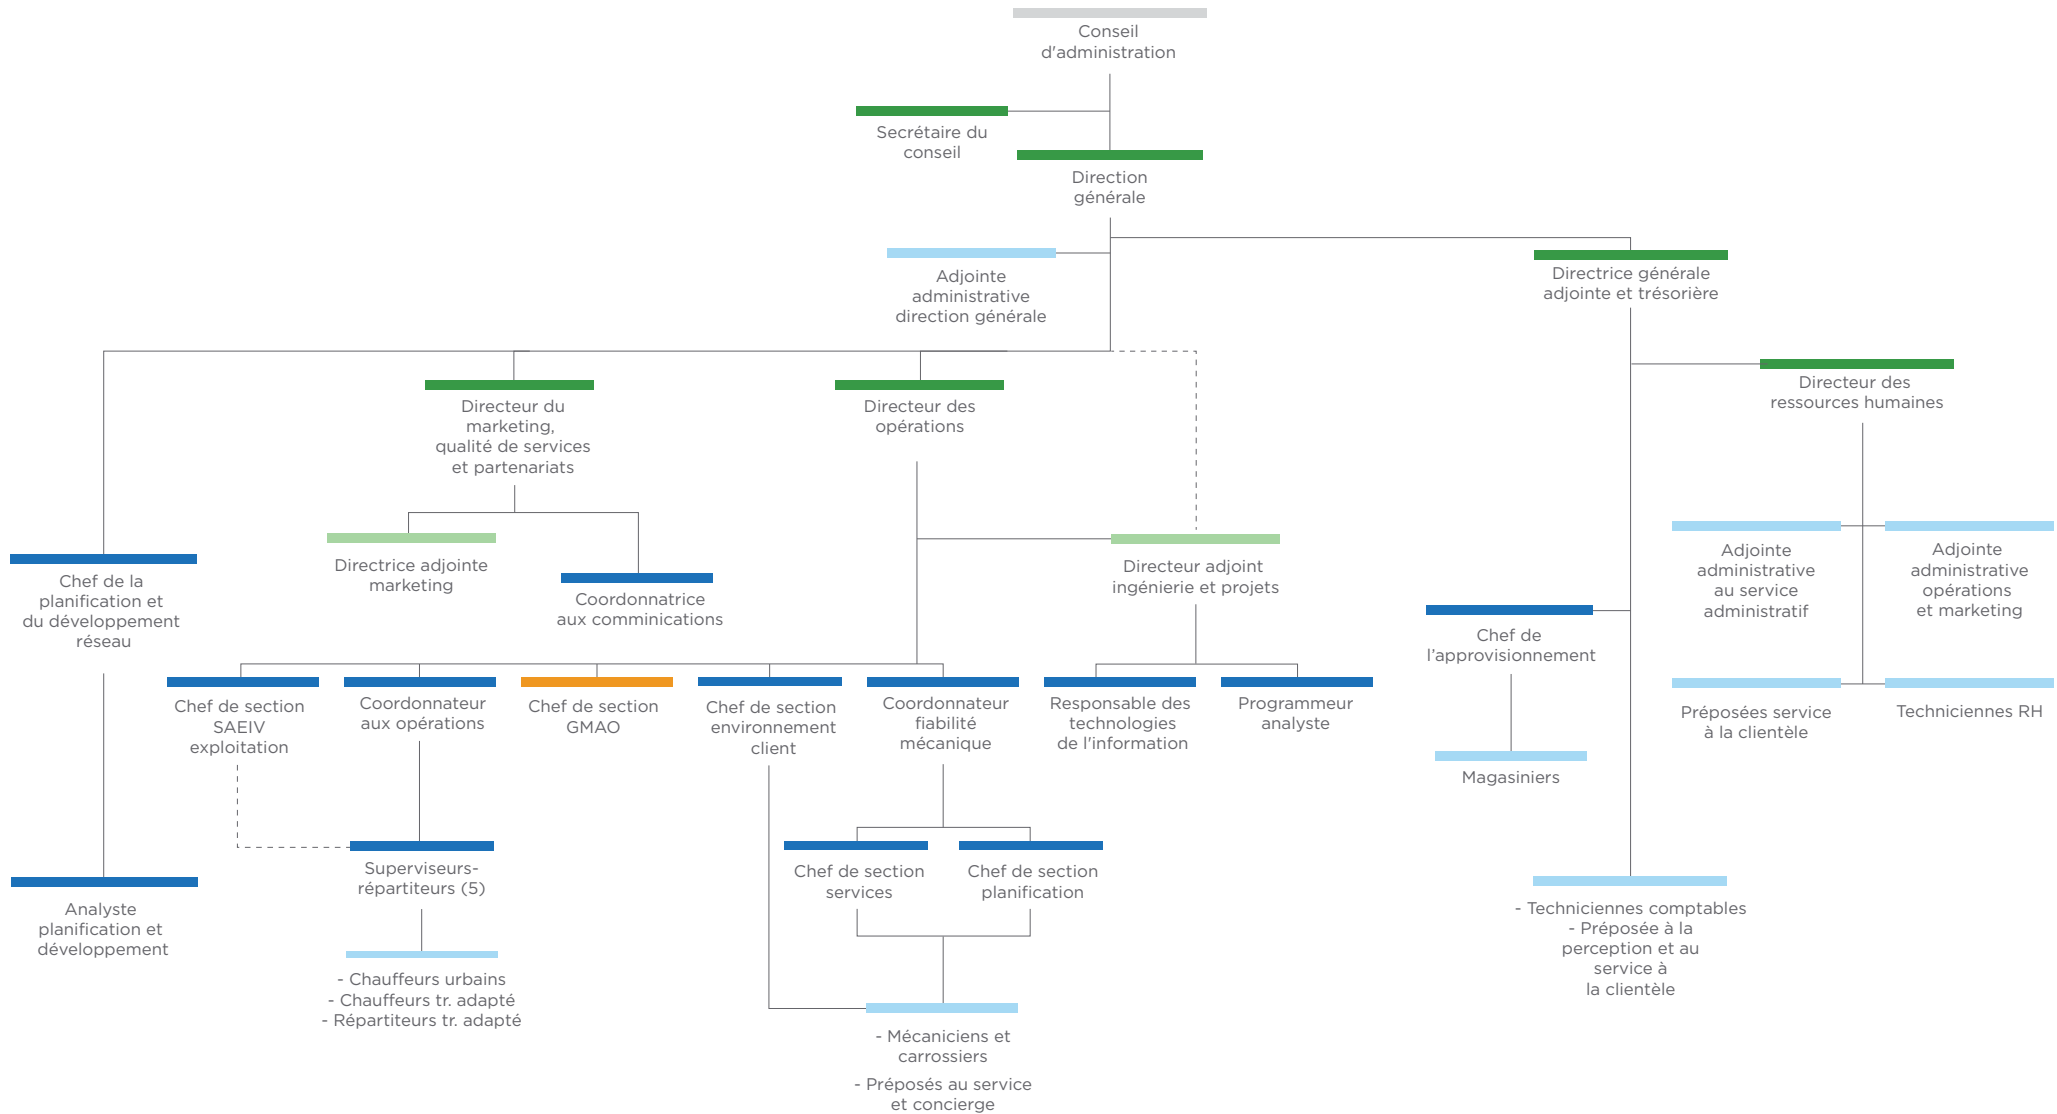 Conseil
d'administration
Secrétaire du
conseil
Direction
générale
Adjointe
administrative
direction générale
Directrice générale
adjointe et trésorière
Directeur du
marketing,
qualité de services
et partenariats
Directeur des
opérations
Directeur des
ressources humaines
Directrice adjointe
marketing
Coordonnatrice
aux comminications
Directeur adjoint
ingénierie et projets
Chef de la
planification et
du développement
réseau
Adjointe
administrative
au service
administratif
Adjointe
administrative
opérations
et marketing
Chef de
l’approvisionnement
Chef de section
SAEIV
exploitation
Coordonnateur
aux opérations
Chef de section
GMAO
Chef de section
environnement
client
Coordonnateur
fiabilité
mécanique
Responsable des
technologies
de l'information
Programmeur
analyste
Préposées service
à la clientèle
Techniciennes RH
Magasiniers
Superviseurs-
répartiteurs (5)
Chef de section
services
Chef de section
planification
Analyste
planification et
développement
- Techniciennes comptables
- Préposée à la
perception et au
service à
la clientèle
- Chauffeurs urbains
- Chauffeurs tr. adapté
- Répartiteurs tr. adapté
- Mécaniciens et
carrossiers
- Préposés au service
et concierge